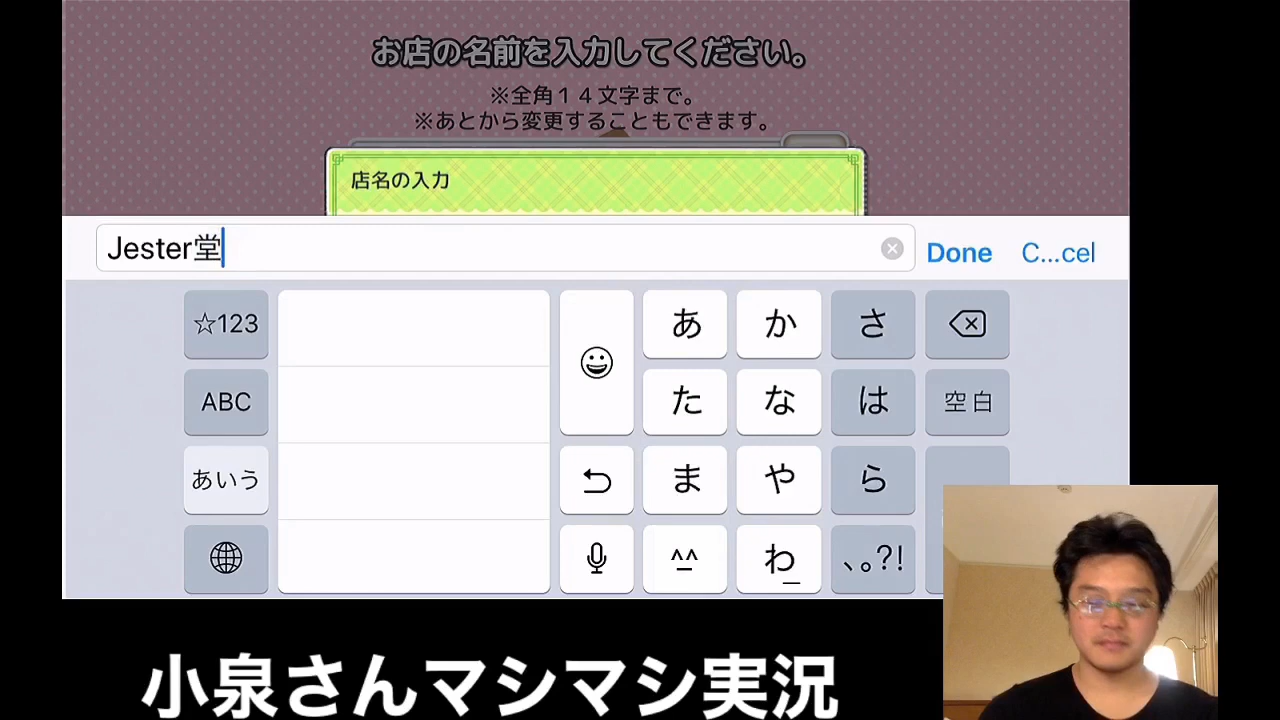 お店の名前を入力してください。
※全角１４文字まで。
※あとから変更することもできます。
店名の入力
Jester堂
Done
C...cel
☆123
あ
か
さ
ABC
た
な
は
空白
あいう
ま
や
ら
^^
わ_
､｡?!
小泉さんマシマシ実況